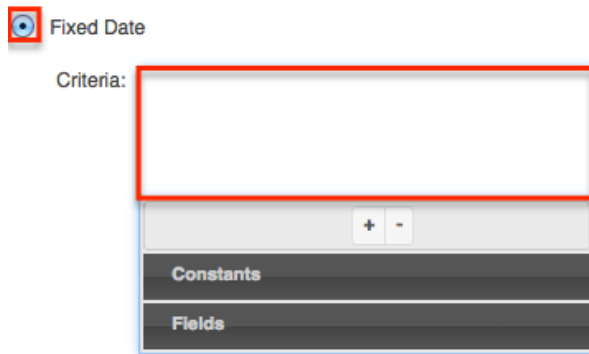 Fixed Date
Criteria:
+ -
Constants
Fields